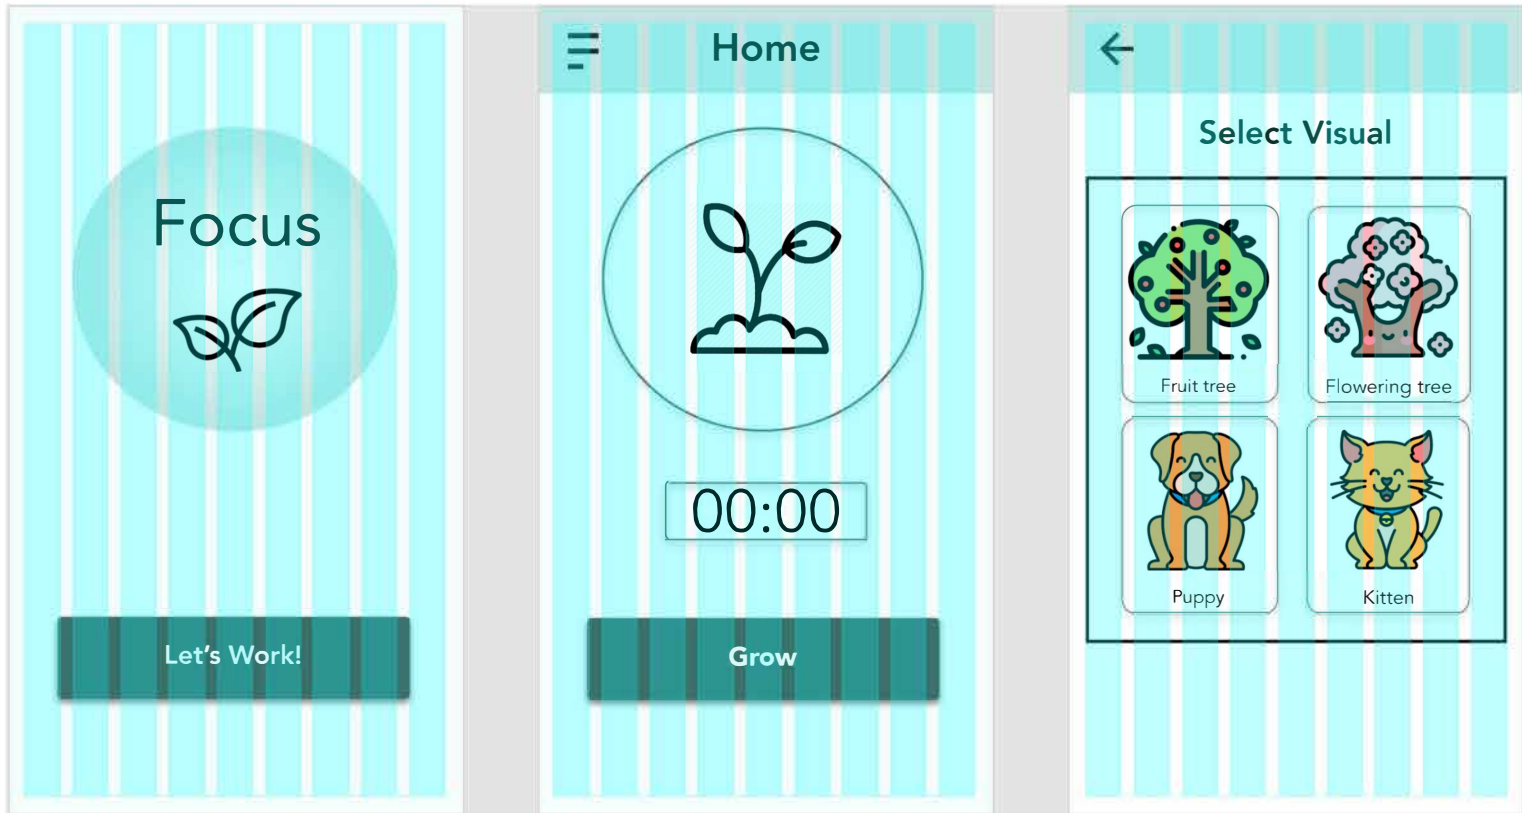 Focus
Let's Work!
Home
00:00
Grow
Select Visual
Fruit tree
Flowering tree
Puppy
Kitten